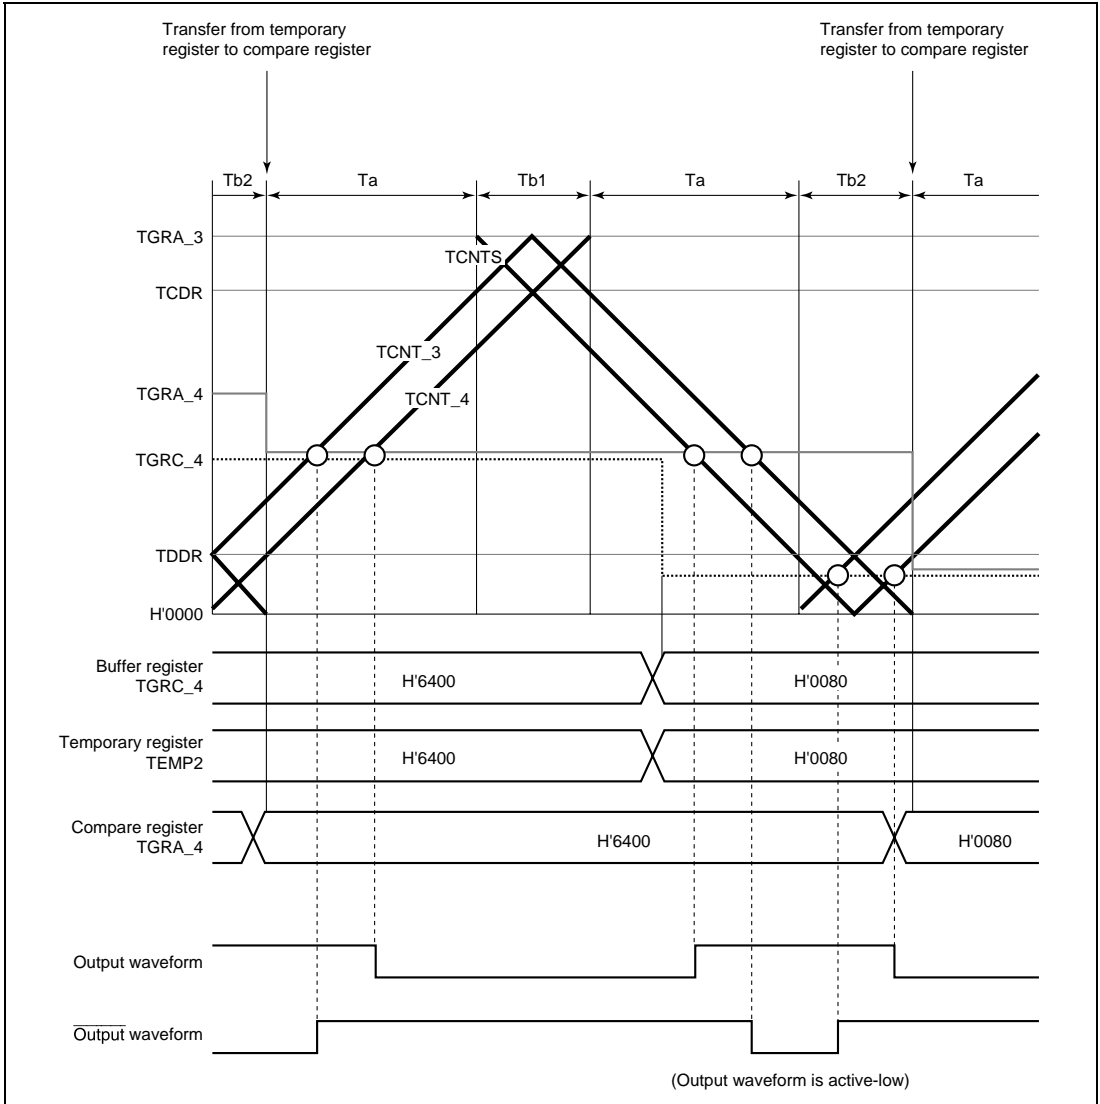 Transfer from temporary
register to compare register
Transfer from temporary
register to compare register
Tb2
Ta
Tb1
Ta
Tb2
Ta
TGRA_3
TCNTS
TCDR
TCNT_3
TGRA_4
TCNT_4
TGRC_4
TDDR
H'0000
Buffer register
TGRC_4
H'6400
H'0080
Temporary register
TEMP2
H'6400
H'0080
Compare register
TGRA_4
H'6400
H'0080
Output waveform
Output waveform
(Output waveform is active-low)